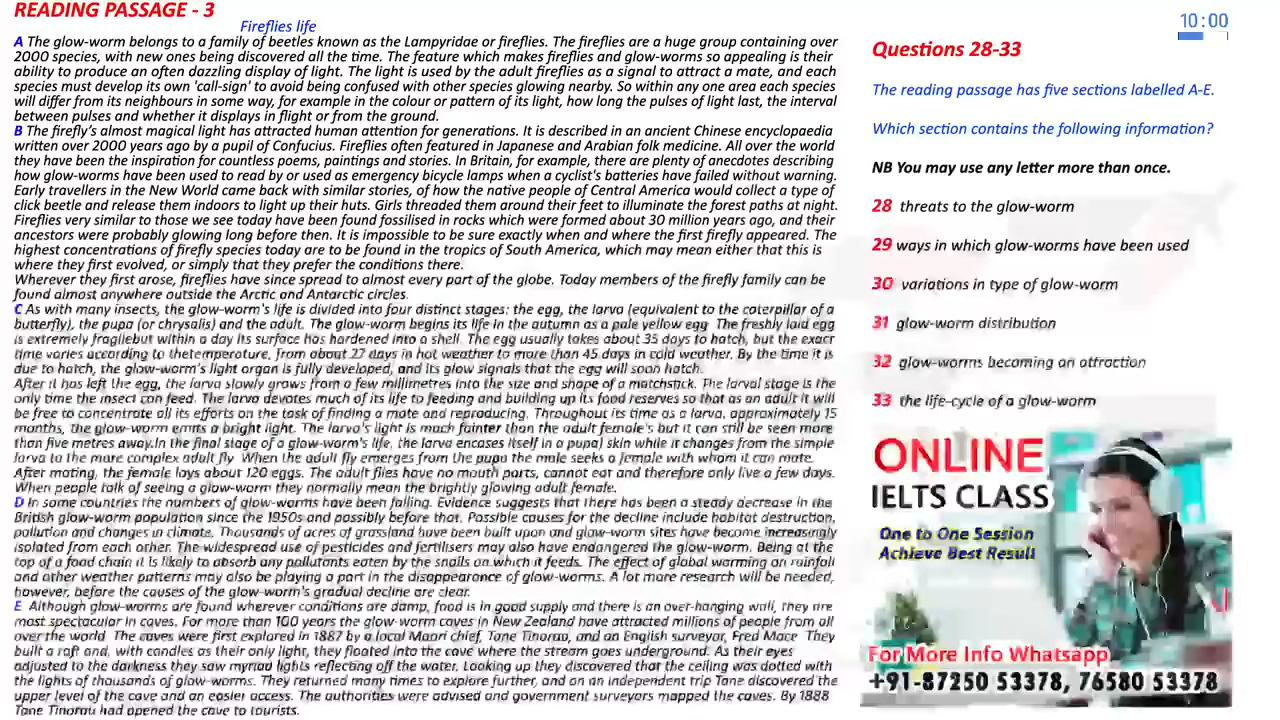 READING PASSAGE - 3
Fireflies life
A The glow-worm belongs to a family of beetles known as the Lampyridae or fireflies. The fireflies are a huge group containing over
2000 species, with new ones being discovered all the time. The feature which makes fireflies and glow-worms so appealing is their
ability to produce an often dazzling display of light. The light is used by the adult fireflies as a signal to attract a mate, and each
species must develop its own 'call-sign' to avoid being confused with other species glowing nearby. So within any one area each species
will differ from its neighbours in some way, for example in the colour or pattern of its light, how long the pulses of light last, the interval
between pulses and whether it displays in flight or from the ground.
B The firefly's almost magical light has attracted human attention for generations. It is described in an ancient Chinese encyclopaedia
written over 2000 years ago by a pupil of Confucius. Fireflies often featured in Japanese and Arabian folk medicine. All over the world
they have been the inspiration for countless poems, paintings and stories. In Britain, for example, there are plenty of anecdotes describing
how glow-worms have been used to read by or used as emergency bicycle lamps when a cyclist's batteries have failed without warning.
Early travellers in the New World came back with similar stories, of how the native people of Central America would collect a type of
click beetle and release them indoors to light up their huts. Girls threaded them around their feet to illuminate the forest paths at night.
Fireflies very similar to those we see today have been found fossilised in rocks which were formed about 30 million years ago, and their
ancestors were probably glowing long before then. It is impossible to be sure exactly when and where the first firefly appeared. The
highest concentrations of firefly species today are to be found in the tropics of South America, which may mean either that this is
where they first evolved, or simply that they prefer the conditions there.
Wherever they first arose, fireflies have since spread to almost every part of the globe. Today members of the firefly family can be
found almost anywhere outside the Arctic and Antarctic circles.
C As with many insects, the glow-worm's life is divided into four distinct stages: the egg, the larva (equivalent to the caterpillar of a
butterfly), the pupa (or chrysalis) and the adult. The glow-worm begins its life in the autumn as a pale yellow egg. The freshly laid egg
is extremely fragilebut within a day its surface has hardened into a shell. The egg usually takes about 35 days to hatch, but the exact
time varies according to thetemperature, from about 27 days in hot weather to more than 45 days in cold weather. By the time it is
due to hatch, the glow-worm's light organ is fully developed, and its glow signals that the egg will soon hatch.
After it has left the egg, the larva slowly grows from a few millimetres into the size and shape of a matchstick. The larval stage is the
only time the insect can feed. The larva devotes much of its life to feeding and building up its food reserves so that as an adult it will
be free to concentrate all its efforts on the task of finding a mate and reproducing. Throughout its time as a larva, approximately 15
months, the glow-worm emits a bright light. The larva's light is much fainter than the adult female's but it can still be seen more
than five metres away.In the final stage of a glow-worm's life, the larva encases itself in a pupal skin while it changes from the simple
larva to the more complex adult fly. When the adult fly emerges from the pupa the male seeks a female with whom it can mate.
After mating, the female lays about 120 eggs. The adult flies have no mouth parts, cannot eat and therefore only live a few days.
When people talk of seeing a glow-worm they normally mean the brightly glowing adult female.
D In some countries the numbers of glow-worms have been falling. Evidence suggests that there has been a steady decrease in the
British glow-worm population since the 1950s and possibly before that. Possible causes for the decline include habitat destruction,
pollution and changes in climate. Thousands of acres of grassland have been built upon and glow-worm sites have become increasingly
isolated from each other. The widespread use of pesticides and fertilisers may also have endangered the glow-worm. Being at the
top of a food chain it is likely to absorb any pollutants eaten by the snails on which it feeds. The effect of global warming on rainfall
and other weather patterns may also be playing a part in the disappearance of glow-worms. A lot more research will be needed,
however, before the causes of the glow-worm's gradual decline are clear.
E Although glow-worms are found wherever conditions are damp, food is in good supply and there is an over-hanging wall, they are
most spectacular in caves. For more than 100 years the glow-worm caves in New Zealand have attracted millions of people from all
over the world. The caves were first explored in 1887 by a local Maori chief, Tane Tinorau, and an English surveyor, Fred Mace. They
built a raft and, with candles as their only light, they floated into the cave where the stream goes underground. As their eyes
adjusted to the darkness they saw myriad lights reflecting off the water. Looking up they discovered that the ceiling was dotted with
the lights of thousands of glow-worms. They returned many times to explore further, and on an independent trip Tane discovered the
upper level of the cave and an easier access. The authorities were advised and government surveyors mapped the caves. By 1888
Tane Tinorau had opened the cave to tourists.
10:00
Questions 28-33
The reading passage has five sections labelled A-E.
Which section contains the following information?
NB You may use any letter more than once.
28 threats to the glow-worm
29 ways in which glow-worms have been used
30 variations in type of glow-worm
31 glow-worm distribution
32 glow-worms becoming an attraction
33 the life-cycle of a glow-worm
ONLINE
IELTS CLASS
One to One Session
Achieve Best Result
For More Info Whatsapp
+91-87250 53378, 76580 53378